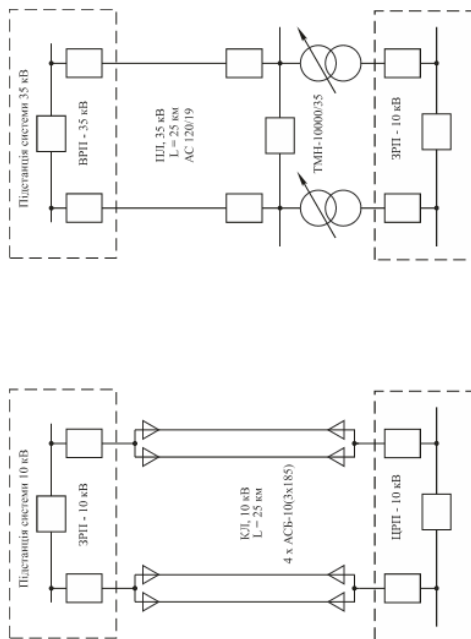 Підстанція системи 35 кВ
ВРП - 35 кВ
ПЛ, 35 кВ
L = 25 км
АС 120/19
ТМН-10000/35
ЗРП - 10 кВ
Підстанція системи 10 кВ
ЗРП - 10 кВ
КЛ, 10 кВ
L = 25 км
4 х АСБ-10(3х185)
ЦРП - 10 кВ